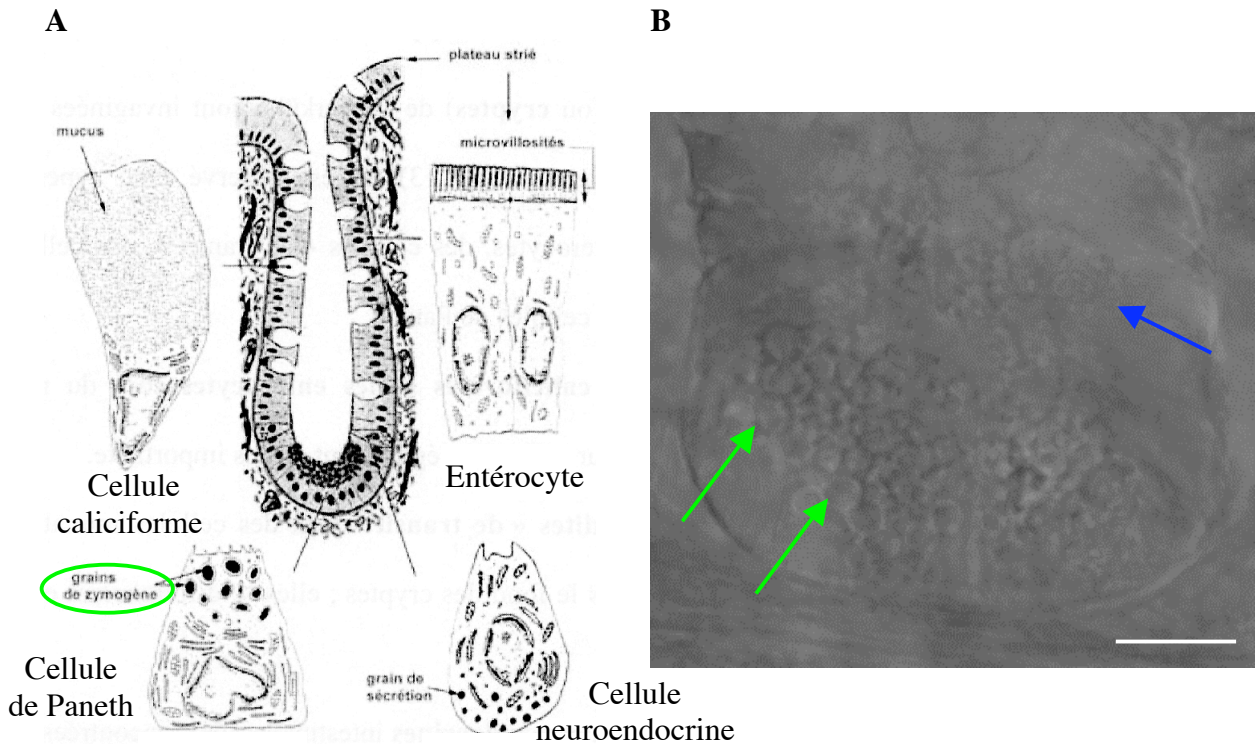 A
B
plateau strié
mucus
microvillosités
Cellule
caliciforme
Entérocyte
grains
de zymogène
Cellule
de Paneth
grain de
sécrétion
Cellule
neuroendocrine